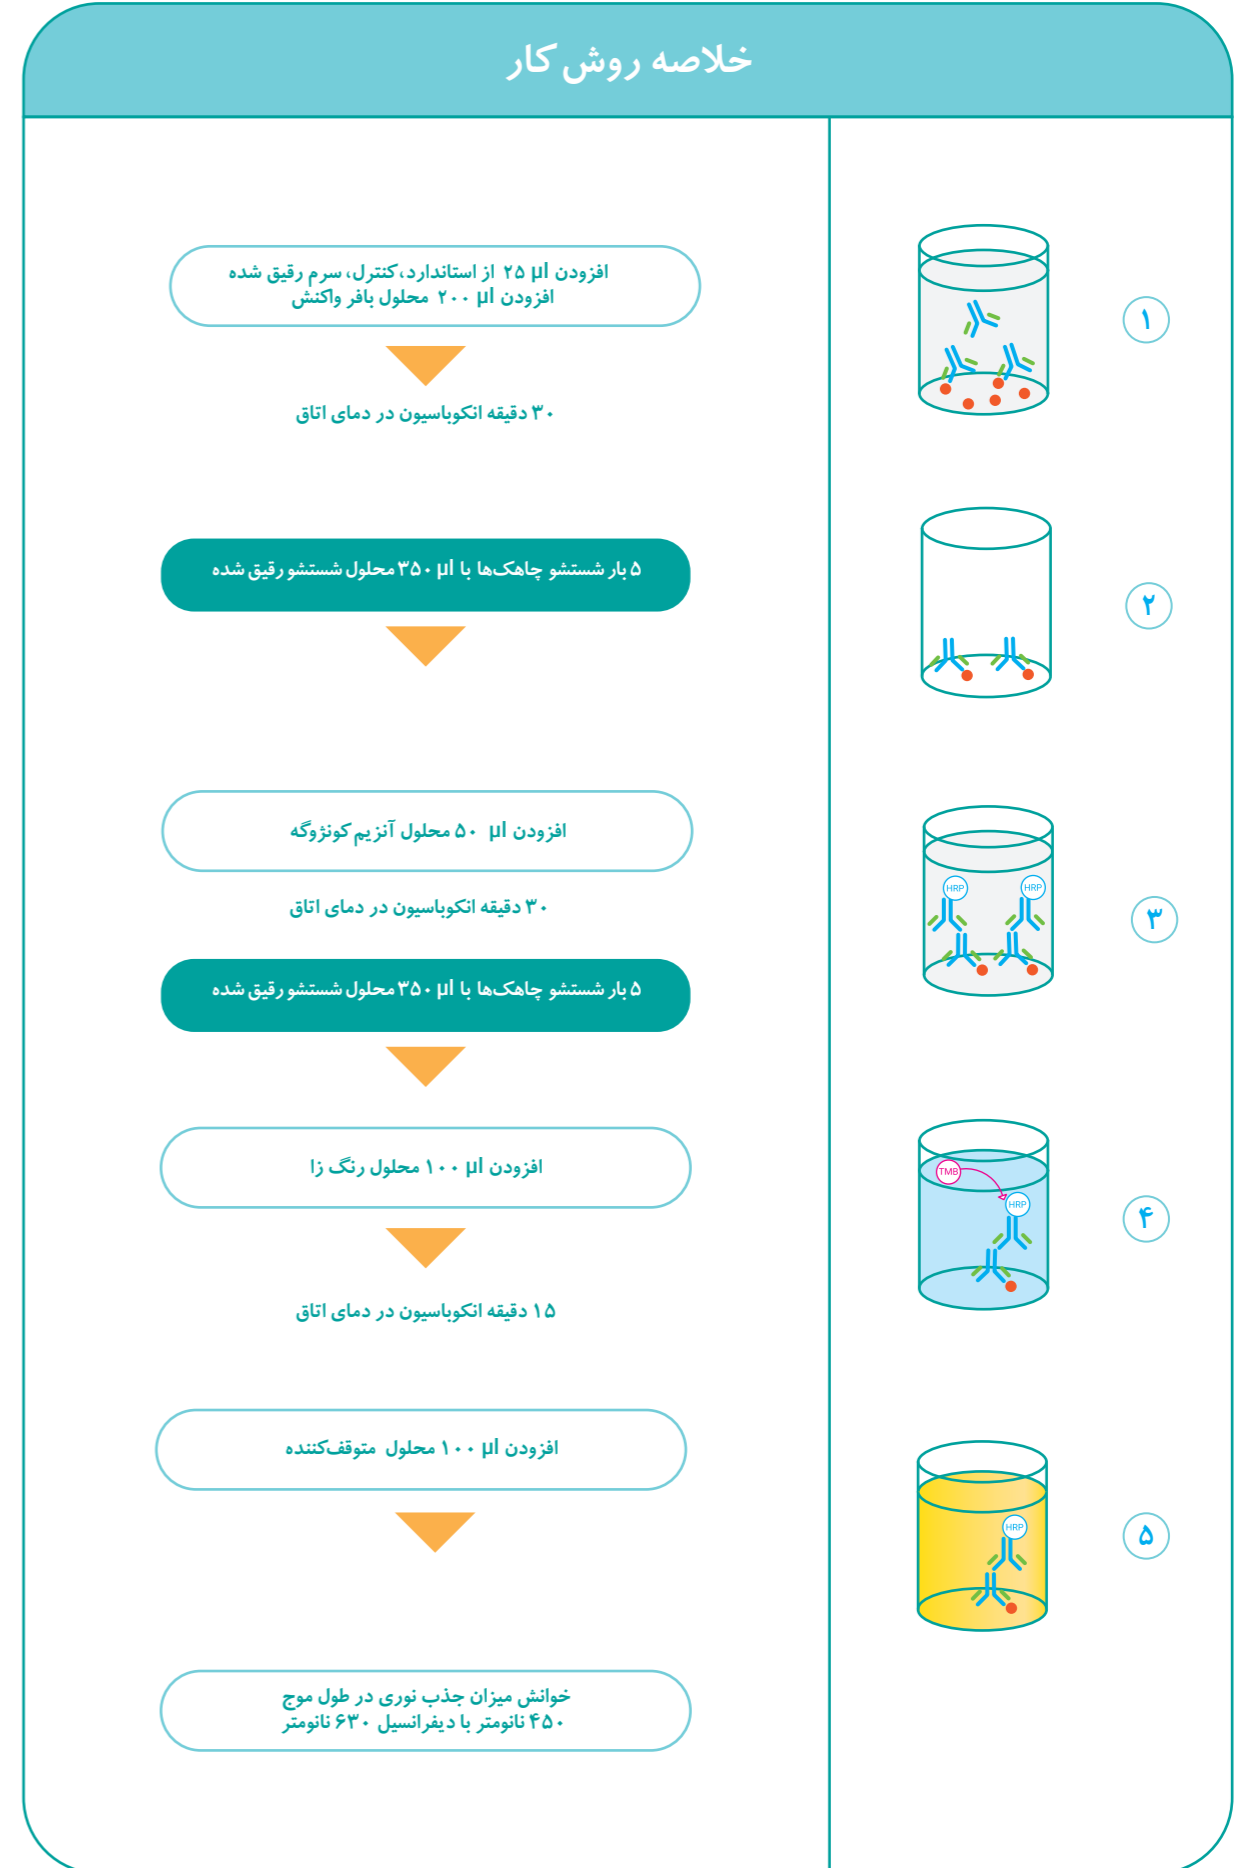 خلاصه روش کار
افزودن ۲۵ µl از استاندارد،کنترل، سرم رقیق شده
افزودن ۲۰۰ µl محلول بافر واکنش
۳۰ دقیقه انکوباسیون در دمای اتاق
۱
۵ بار شستشو چاهک‌ها با ۳۵۰ µl محلول شستشو رقیق شده
۲
افزودن ۵۰ µl محلول آنزیم کونژوگه
۳۰ دقیقه انکوباسیون در دمای اتاق
۵ بار شستشو چاهک‌ها با ۳۵۰ µl محلول شستشو رقیق شده
HRP
HRP
۳
افزودن ۱۰۰ µl محلول رنگ زا
۱۵ دقیقه انکوباسیون در دمای اتاق
TMB
HRP
۴
افزودن ۱۰۰ µl محلول متوقف‌کننده
HRP
۵
خوانش میزان جذب نوری در طول موج
۴۵۰ نانومتر با دیفرانسیل ۶۳۰ نانومتر